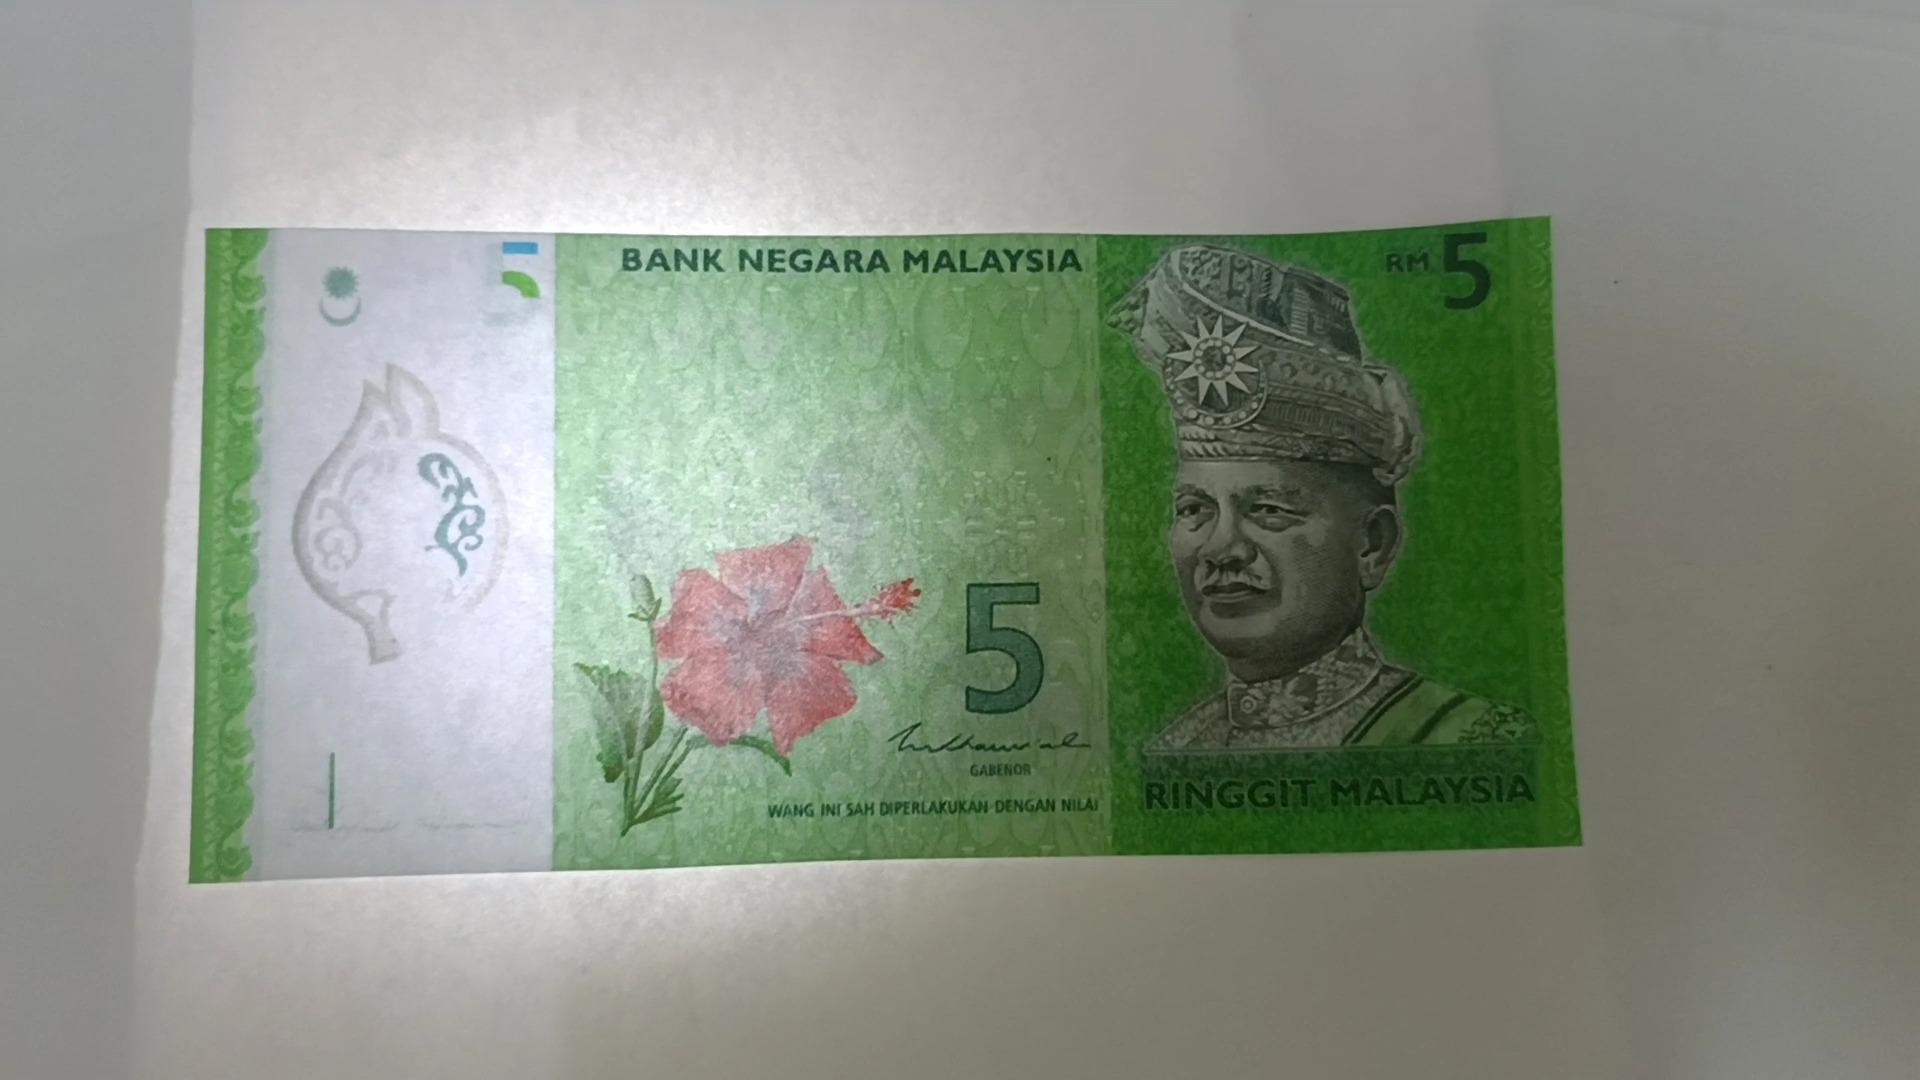 BANK NEGARA MALAYSIA
RM 5
5
GABENOR
WANG INI SAH DIPERLAKUKAN DENGAN NILAI
RINGGIT MALAYSIA